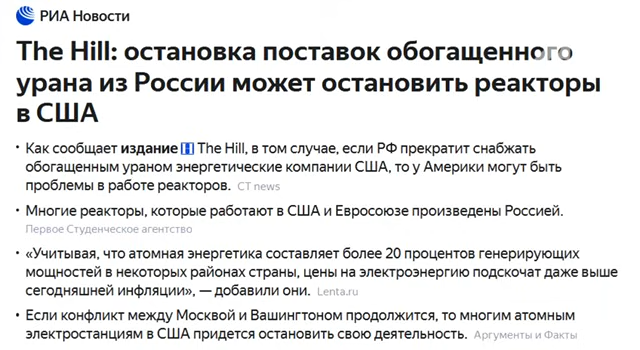 РИА Новости
The Hill: остановка поставок обогащенного
урана из России может остановить реакторы
в США
• Как сообщает издание The Hill, в том случае, если РФ прекратит снабжать
обогащенным ураном энергетические компании США, то у Америки могут быть
проблемы в работе реакторов. CT news
• Многие реакторы, которые работают в США и Евросоюзе произведены Россией.
Первое Студенческое агентство
• «Учитывая, что атомная энергетика составляет более 20 процентов генерирующих
мощностей в некоторых районах страны, цены на электроэнергию подскочат даже выше
сегодняшней инфляции», — добавили они. Lenta.ru
• Если конфликт между Москвой и Вашингтоном продолжится, то многим атомным
электростанциям в США придется остановить свою деятельность. Аргументы и Факты